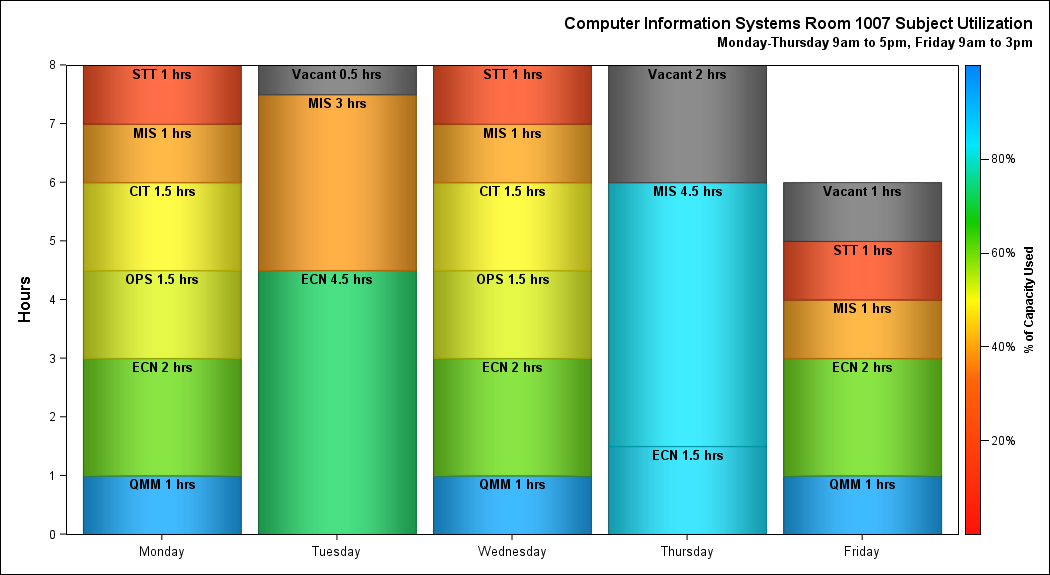 Computer Information Systems Room 1007 Subject Utilization
Monday-Thursday 9am to 5pm, Friday 9am to 3pm
Hours
8
7
6
5
4
3
2
1
0
STT 1 hrs
MIS 1 hrs
CIT 1.5 hrs
OPS 1.5 hrs
ECN 2 hrs
QMM 1 hrs
Vacant 0.5 hrs
MIS 3 hrs
ECN 4.5 hrs
STT 1 hrs
MIS 1 hrs
CIT 1.5 hrs
OPS 1.5 hrs
ECN 2 hrs
QMM 1 hrs
Vacant 2 hrs
MIS 4.5 hrs
ECN 1.5 hrs
Vacant 1 hrs
STT 1 hrs
MIS 1 hrs
ECN 2 hrs
QMM 1 hrs
Monday
Tuesday
Wednesday
Thursday
Friday
80%
60%
40%
20%
% of Capacity Used